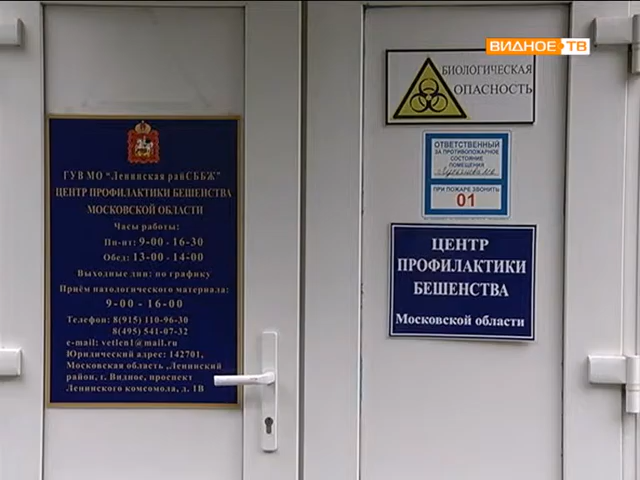 ВИДНОЕ ТВ
ГУВ МО "Ленинская райСББЖ"
ЦЕНТР ПРОФИЛАКТИКИ БЕШЕНСТВА
МОСКОВСКОЙ ОБЛАСТИ
Часы работы:
Пн-пт: 9-00 - 16-30
Обед: 13-00 - 14-00
Выходные дни: по графику
Приём патологического материала:
9-00 - 16-00
Телефон: 8(915) 110-96-30
8(495) 541-07-32
e-mail: vetlen1@mail.ru
Юридический адрес: 142701,
Московская область ,Ленинский
район, г. Видное, проспект
Ленинского комсомола, д. 1В
БИОЛОГИЧЕСКАЯ
ОПАСНОСТЬ
ОТВЕТСТВЕННЫЙ
ЗА ПРОТИВОПОЖАРНОЕ
СОСТОЯНИЕ
ПОМЕЩЕНИЯ
ПРИ ПОЖАРЕ ЗВОНИТЬ
01
ЦЕНТР
ПРОФИЛАКТИКИ
БЕШЕНСТВА
Московской области